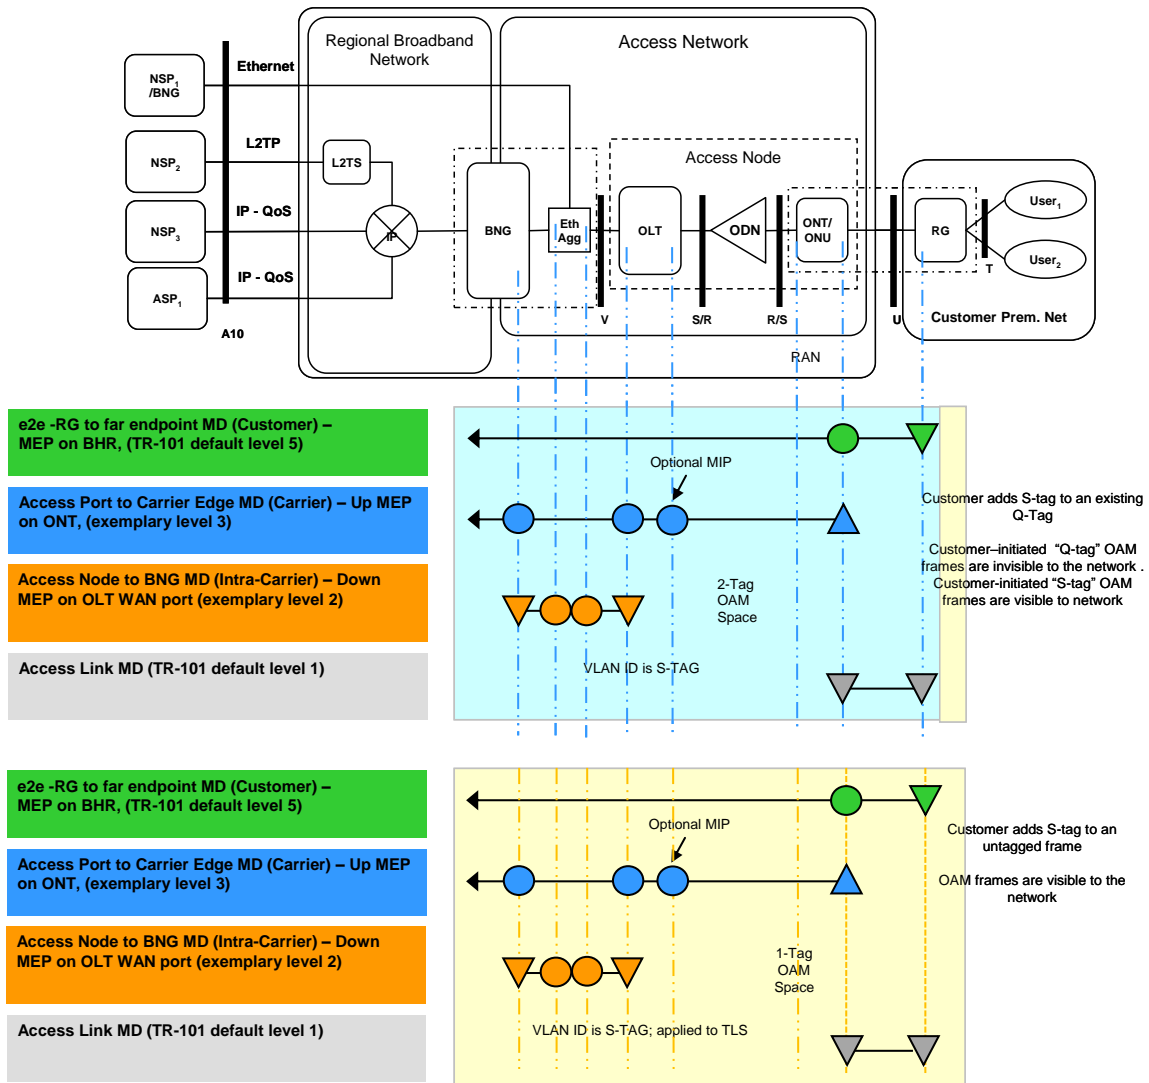 Regional Broadband
Network
Access Network
Ethernet
NSP1
/BNG
L2TP
NSP2
L2TS
Access Node
IP - QoS
NSP3
IP
BNG
Eth
Agg
OLT
ODN
ONT/
ONU
RG
User1
User2
T
IP - QoS
ASP1
A10
V
S/R
R/S
U
Customer Prem. Net
RAN
e2e -RG to far endpoint MD (Customer) –
MEP on BHR, (TR-101 default level 5)
Optional MIP
Access Port to Carrier Edge MD (Carrier) – Up MEP
on ONT, (exemplary level 3)
Customer adds S-tag to an existing
Q-Tag
Customer–initiated “Q-tag” OAM
frames are invisible to the network .
Customer-initiated “S-tag” OAM
frames are visible to network
Access Node to BNG MD (Intra-Carrier) – Down
MEP on OLT WAN port (exemplary level 2)
2-Tag
OAM
Space
Access Link MD (TR-101 default level 1)
VLAN ID is S-TAG
e2e -RG to far endpoint MD (Customer) –
MEP on BHR, (TR-101 default level 5)
Optional MIP
Customer adds S-tag to an
untagged frame
Access Port to Carrier Edge MD (Carrier) – Up MEP
on ONT, (exemplary level 3)
OAM frames are visible to the
network
Access Node to BNG MD (Intra-Carrier) – Down
MEP on OLT WAN port (exemplary level 2)
1-Tag
OAM
Space
Access Link MD (TR-101 default level 1)
VLAN ID is S-TAG; applied to TLS